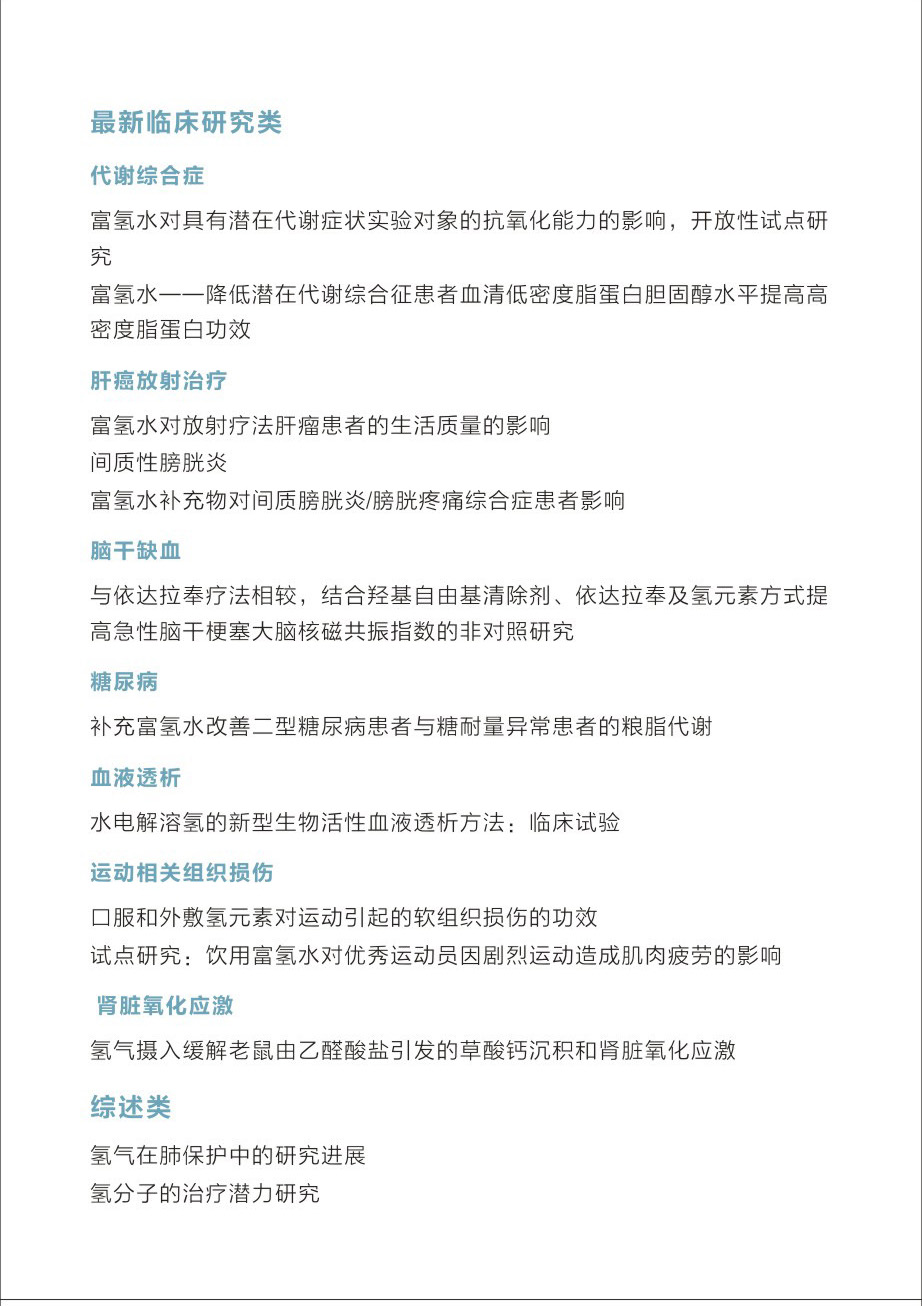 最新临床研究类
代谢综合症
富氢水对具有潜在代谢症状实验对象的抗氧化能力的影响，开放性试点研
究
富氢水——降低潜在代谢综合征患者血清低密度脂蛋白胆固醇水平提高高
密度脂蛋白功效
肝癌放射治疗
富氢水对放射疗法肝瘤患者的生活质量的影响
间质性膀胱炎
富氢水补充物对间质膀胱炎/膀胱疼痛综合症患者影响
脑干缺血
与依达拉奉疗法相较，结合羟基自由基清除剂、依达拉奉及氢元素方式提
高急性脑干梗塞大脑核磁共振指数的非对照研究
糖尿病
补充富氢水改善二型糖尿病患者与糖耐量异常患者的粮脂代谢
血液透析
水电解溶氢的新型生物活性血液透析方法：临床试验
运动相关组织损伤
口服和外敷氢元素对运动引起的软组织损伤的功效
试点研究：饮用富氢水对优秀运动员因剧烈运动造成肌肉疲劳的影响
肾脏氧化应激
氢气摄入缓解老鼠由乙醛酸盐引发的草酸钙沉积和肾脏氧化应激
综述类
氢气在肺保护中的研究进展
氢分子的治疗潜力研究